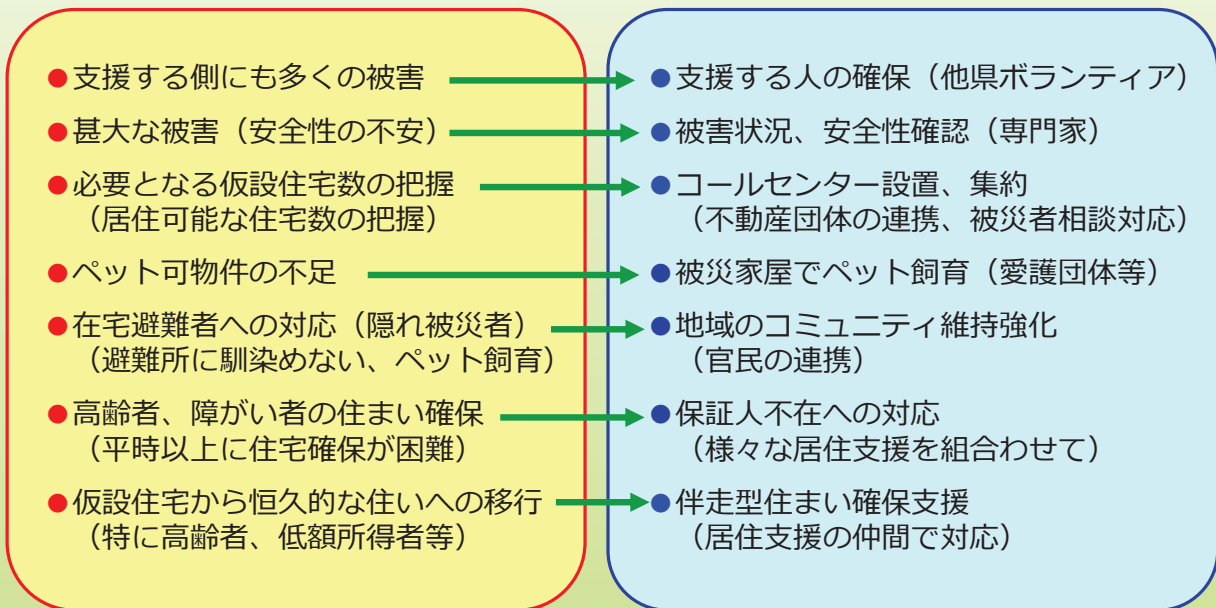 ●支援する側にも多くの被害
●甚大な被害（安全性の不安）
●必要となる仮設住宅数の把握
（居住可能な住宅数の把握）
●ペット可物件の不足
●在宅避難者への対応（隠れ被災者）
（避難所に馴染めない、ペット飼育）
●高齢者、障がい者の住まい確保
（平時以上に住宅確保が困難）
●仮設住宅から恒久的な住いへの移行
（特に高齢者、低額所得者等）
●支援する人の確保（他県ボランティア）
●被害状況、安全性確認（専門家）
●コールセンター設置、集約
（不動産団体の連携、被災者相談対応）
●被災家屋でペット飼育（愛護団体等）
●地域のコミュニティ維持強化
（官民の連携）
●保証人不在への対応
（様々な居住支援を組合わせて）
●伴走型住まい確保支援
（居住支援の仲間で対応）